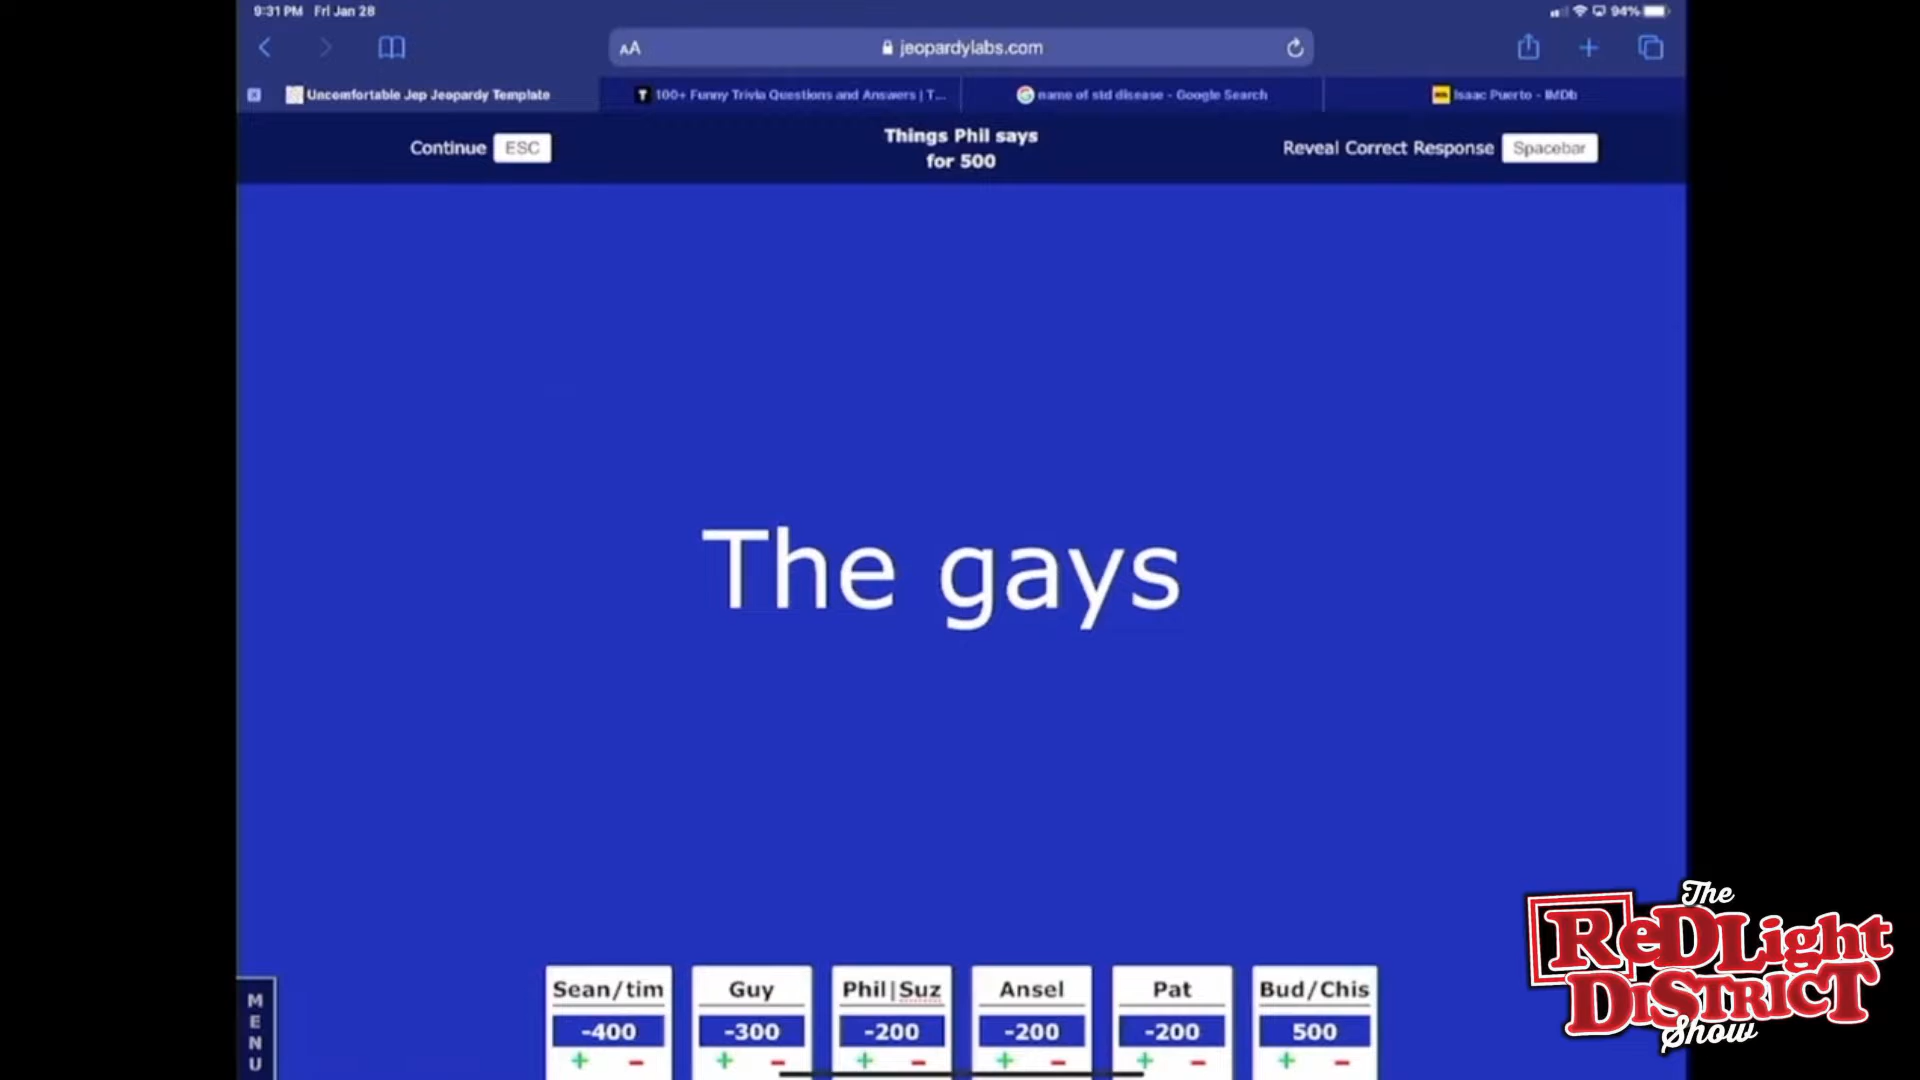 9:31 PM Fri Jan 28
94%
AA
jeopardylabs.com
Uncomfortable Jep Jeopardy Template
100+ Funny Trivia Questions and Answers | T...
name of std disease - Google Search
Isaac Puerto - IMDb
Continue ESC
Things Phil says
for 500
Reveal Correct Response Spacebar
The gays
MENU
Sean/tim Guy Phil|Suz Ansel Pat Bud/Chis
-400 -300 -200 -200 -200 500
+ - + - + - + - + - + -
The
ReDLight
DiSTRiCT
Show